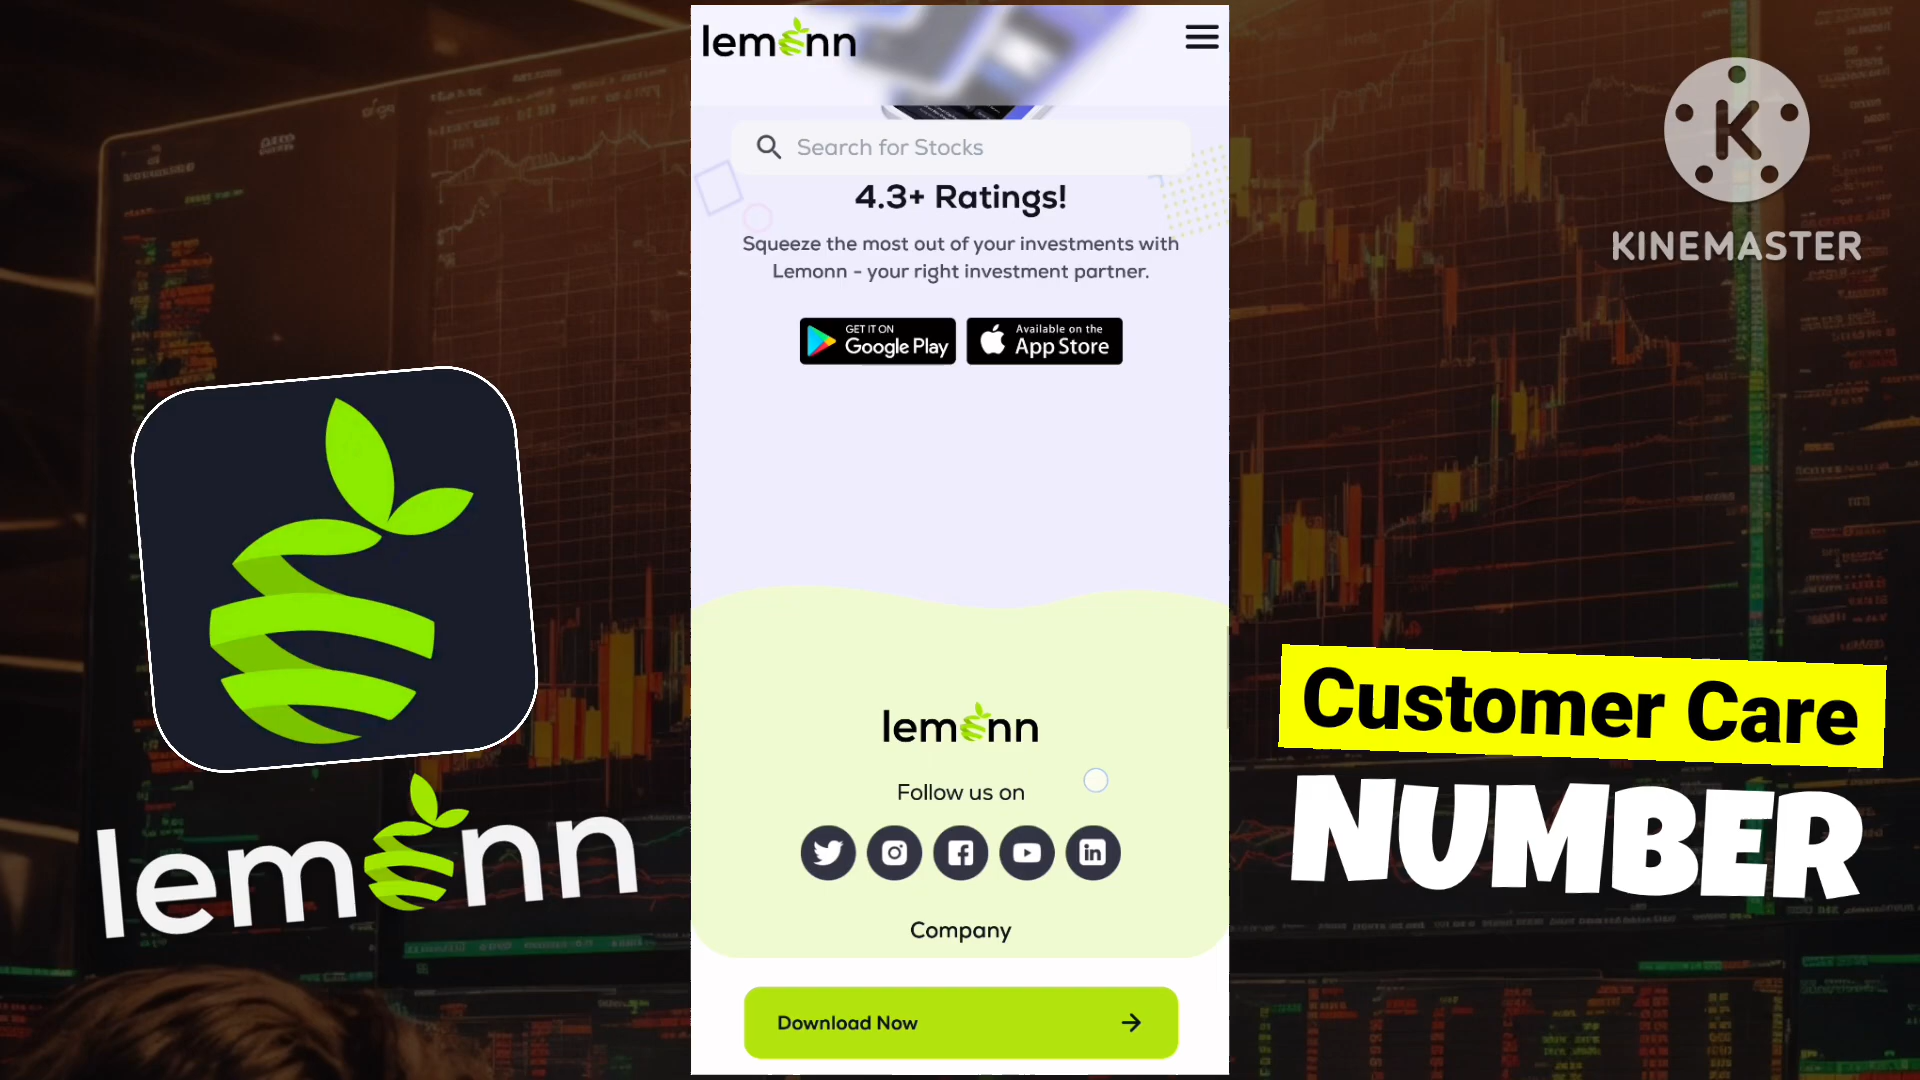 lemonn
Search for Stocks
4.3+ Ratings!
Squeeze the most out of your investments with
Lemonn - your right investment partner.
GET IT ON
Google Play
Available on the
App Store
lemonn
Follow us on
Company
Download Now
lemonn
K
KINEMASTER
Customer Care
NUMBER